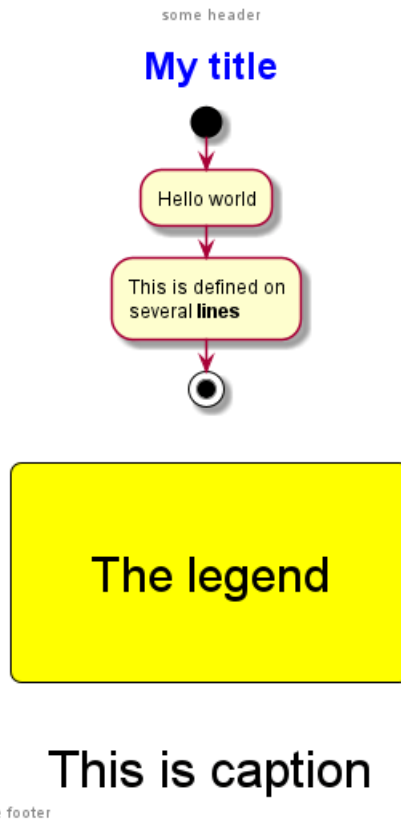 some header
My title
Hello world
This is defined on
several lines
The legend
This is caption
footer